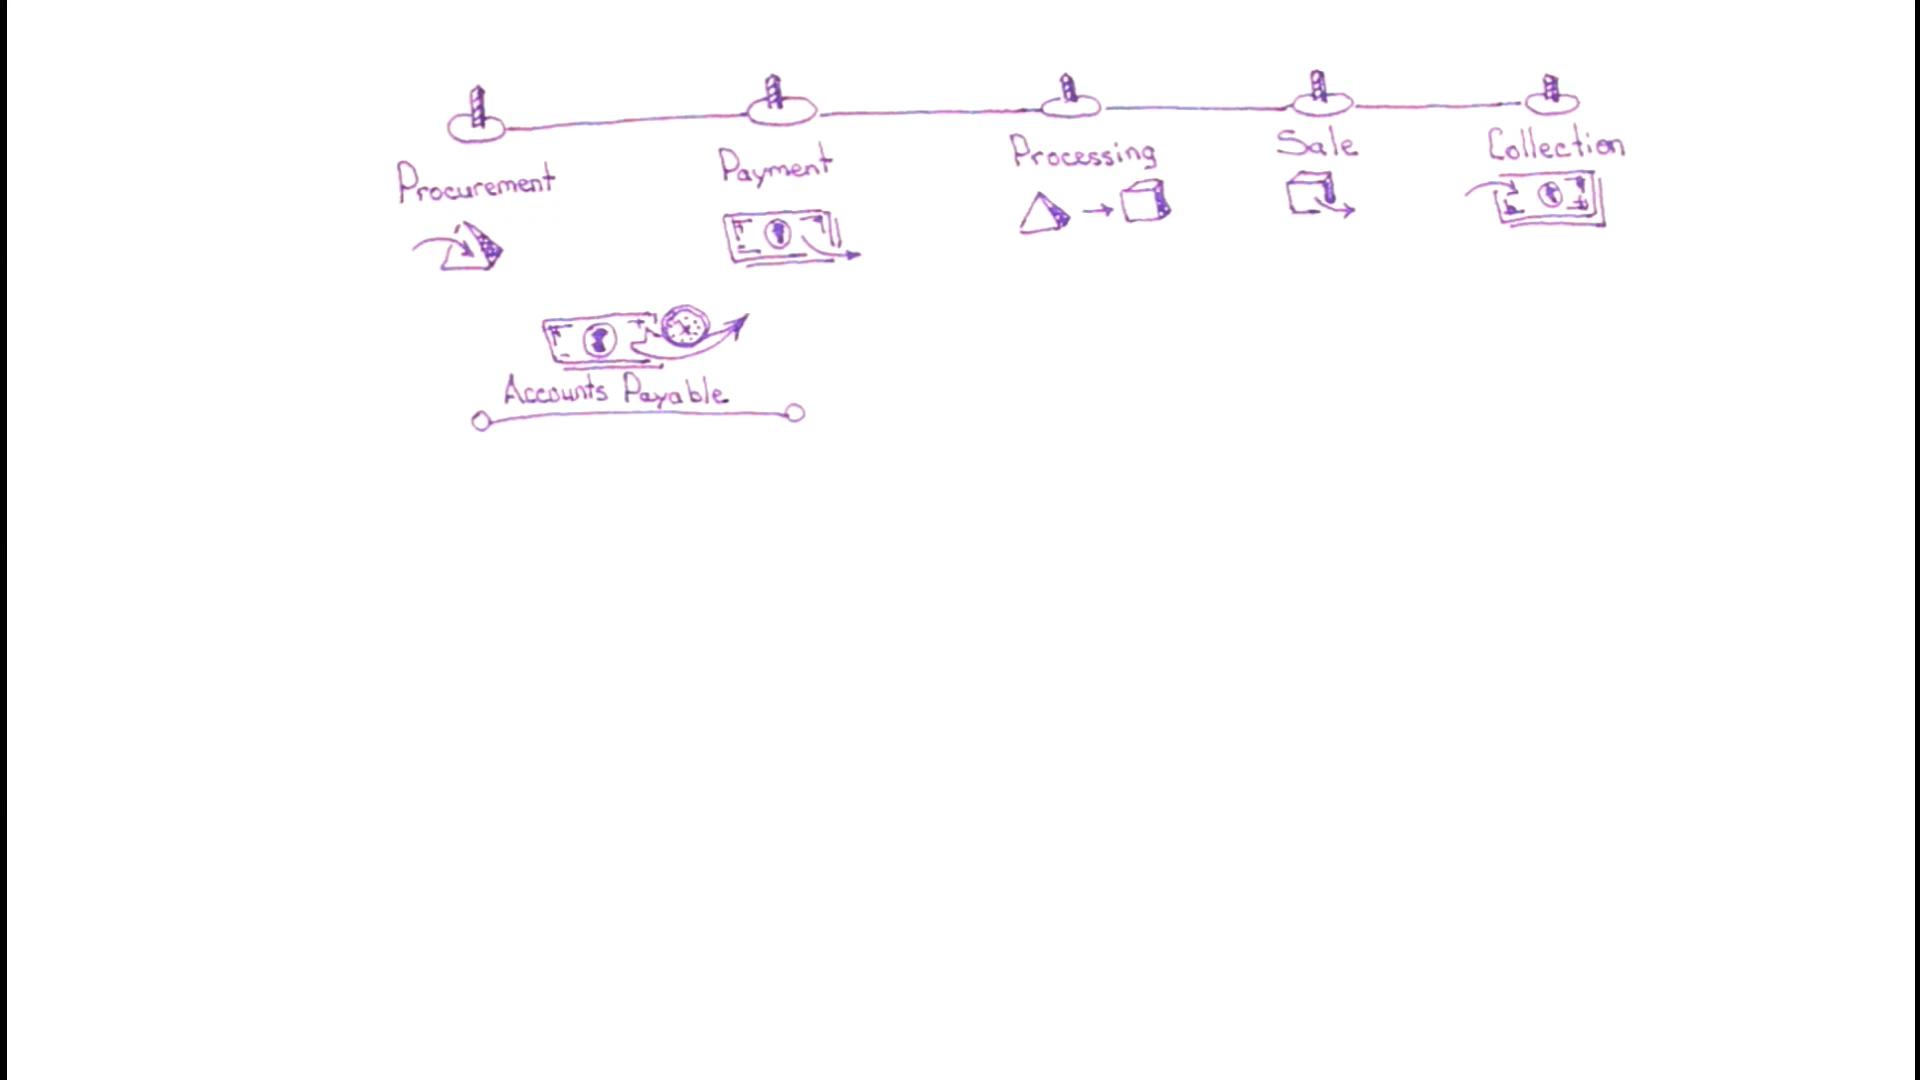 Procurement
Payment
Processing
Sale
Collection
Accounts Payable